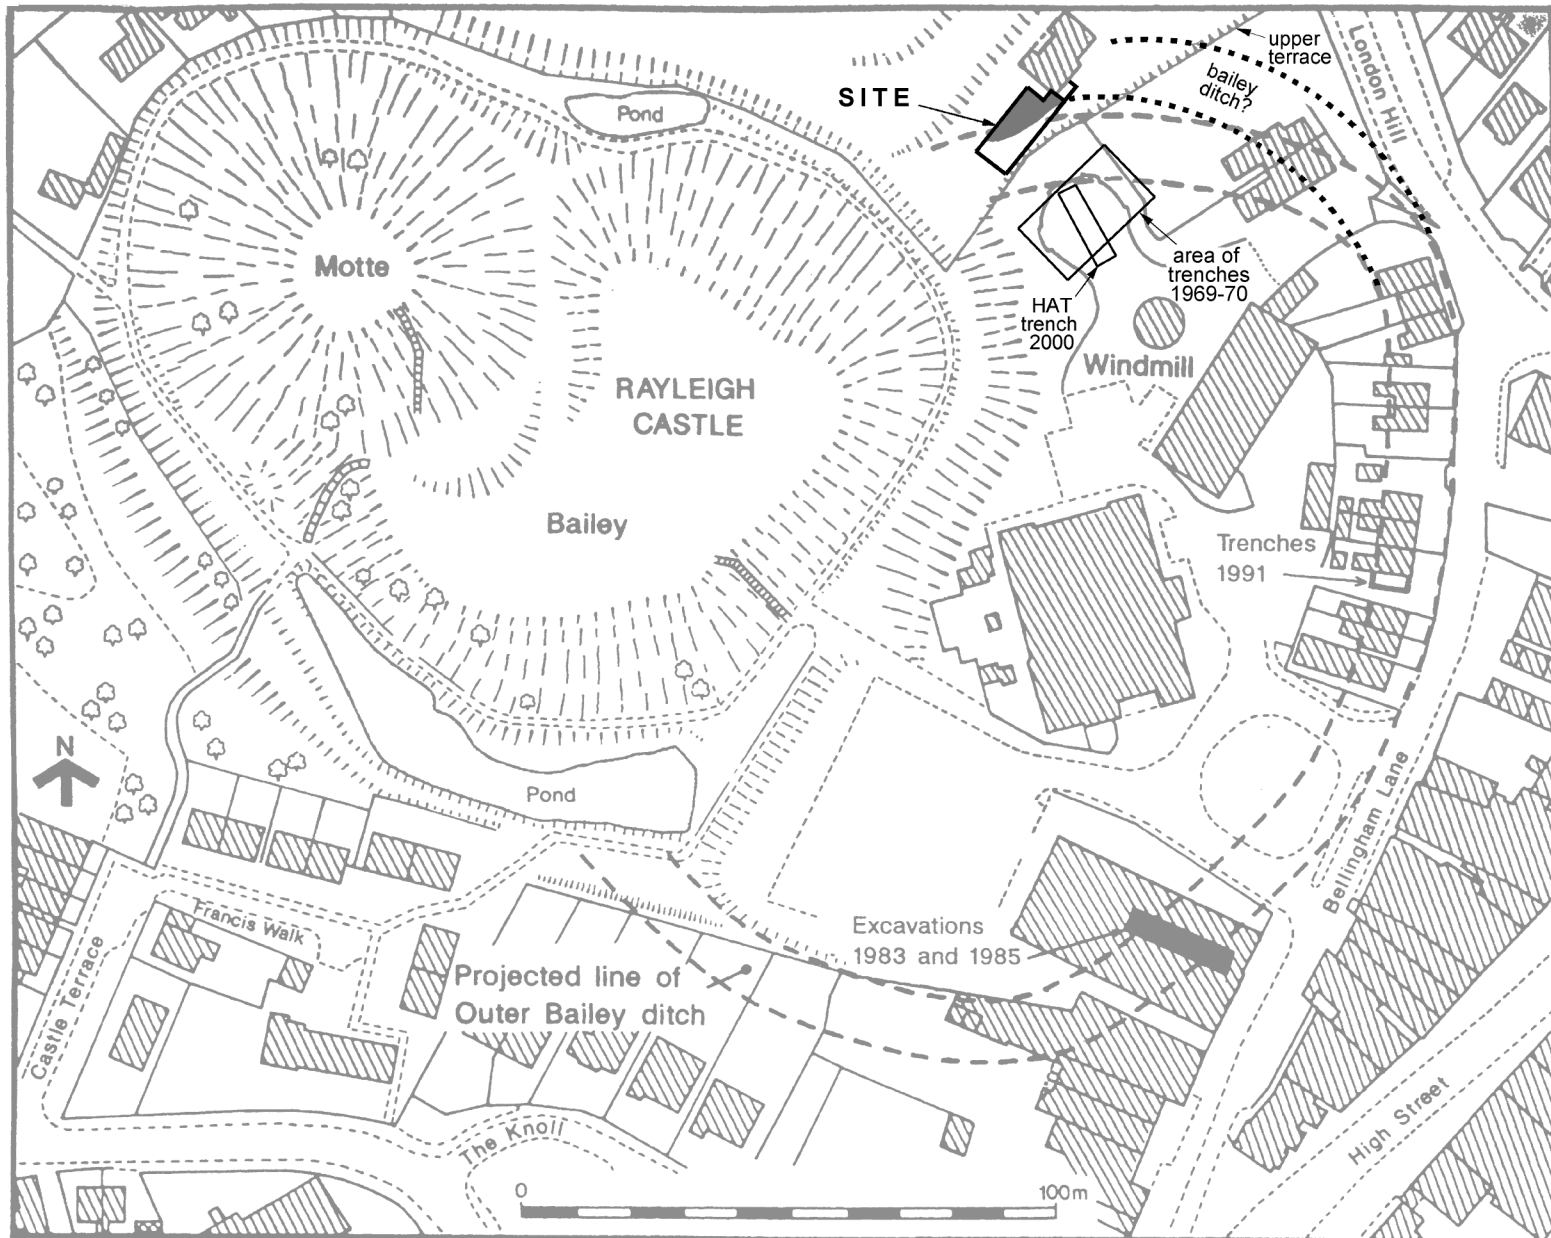 upper
terrace
London Hill
bailey
ditch?
SITE
Pond
Motte
area of
trenches
1969-70
HAT
trench
2000
Windmill
RAYLEIGH
CASTLE
Bailey
Trenches
1991
N
Pond
Bellingham Lane
Francis Walk
Castle Terrace
Excavations
1983 and 1985
Projected line of
Outer Bailey ditch
The Knoll
High Street
0
100m